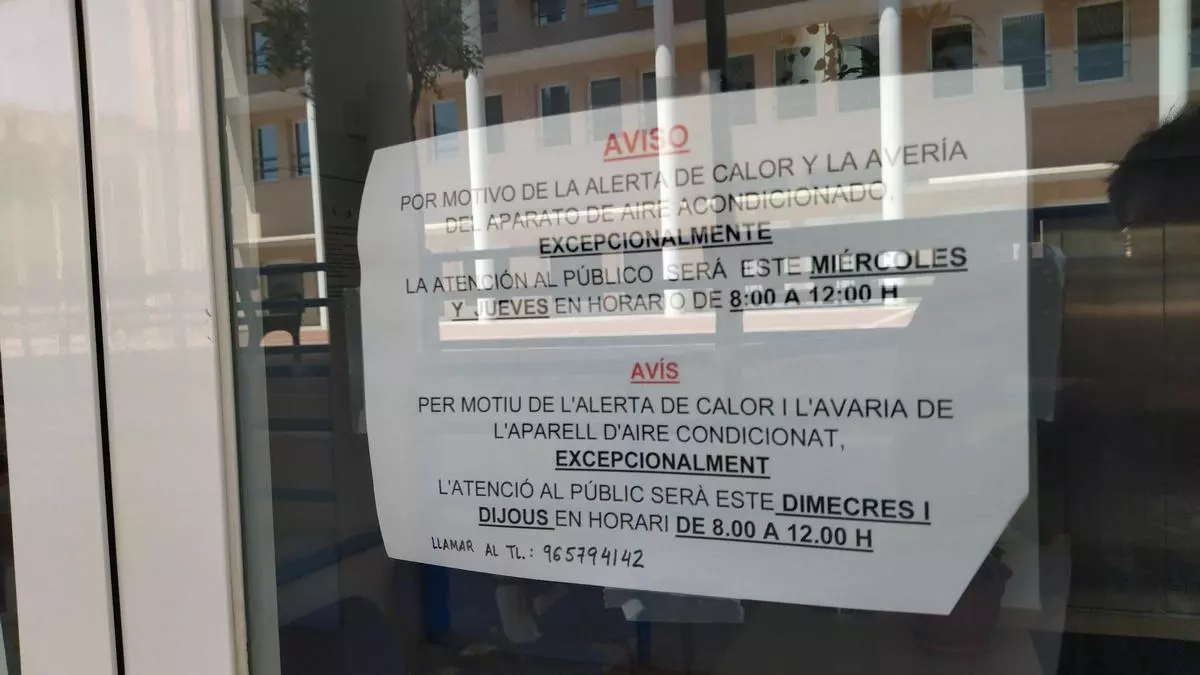 AVISO
POR MOTIVO DE LA ALERTA DE CALOR Y LA AVERÍA
DEL APARATO DE AIRE ACONDICIONADO,
EXCEPCIONALMENTE
LA ATENCIÓN AL PÚBLICO SERÁ ESTE MIÉRCOLES
Y JUEVES EN HORARIO DE 8:00 A 12:00 H
AVÍS
PER MOTIU DE L'ALERTA DE CALOR I L'AVARIA DE
L'APARELL D'AIRE CONDICIONAT,
EXCEPCIONALMENT
L'ATENCIÓ AL PÚBLIC SERÀ ESTE DIMECRES I
DIJOUS EN HORARI DE 8.00 A 12.00 H
LLAMAR AL TL.: 965794142